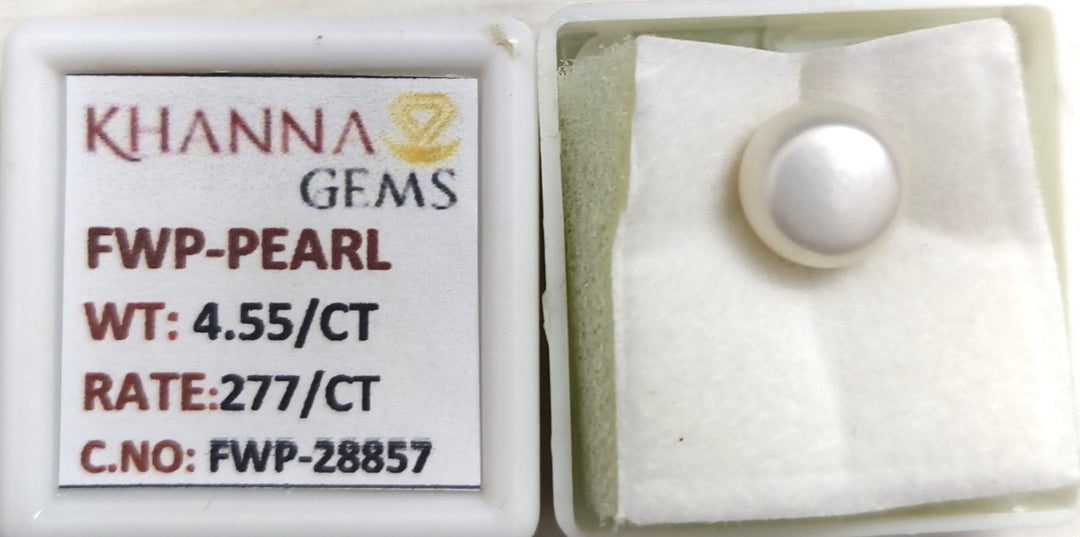 KHANNA
GEMS
FWP-PEARL
WT: 4.55/CT
RATE:277/CT
C.NO: FWP-28857